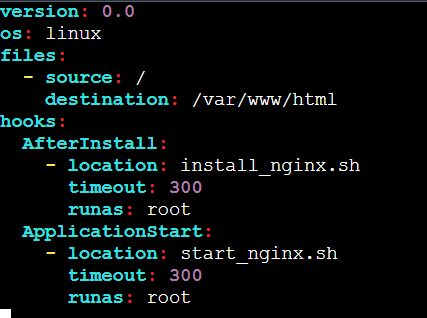 version: 0.0
os: linux
files:
  - source: /
    destination: /var/www/html
hooks:
  AfterInstall:
    - location: install_nginx.sh
      timeout: 300
      runas: root
  ApplicationStart:
    - location: start_nginx.sh
      timeout: 300
      runas: root